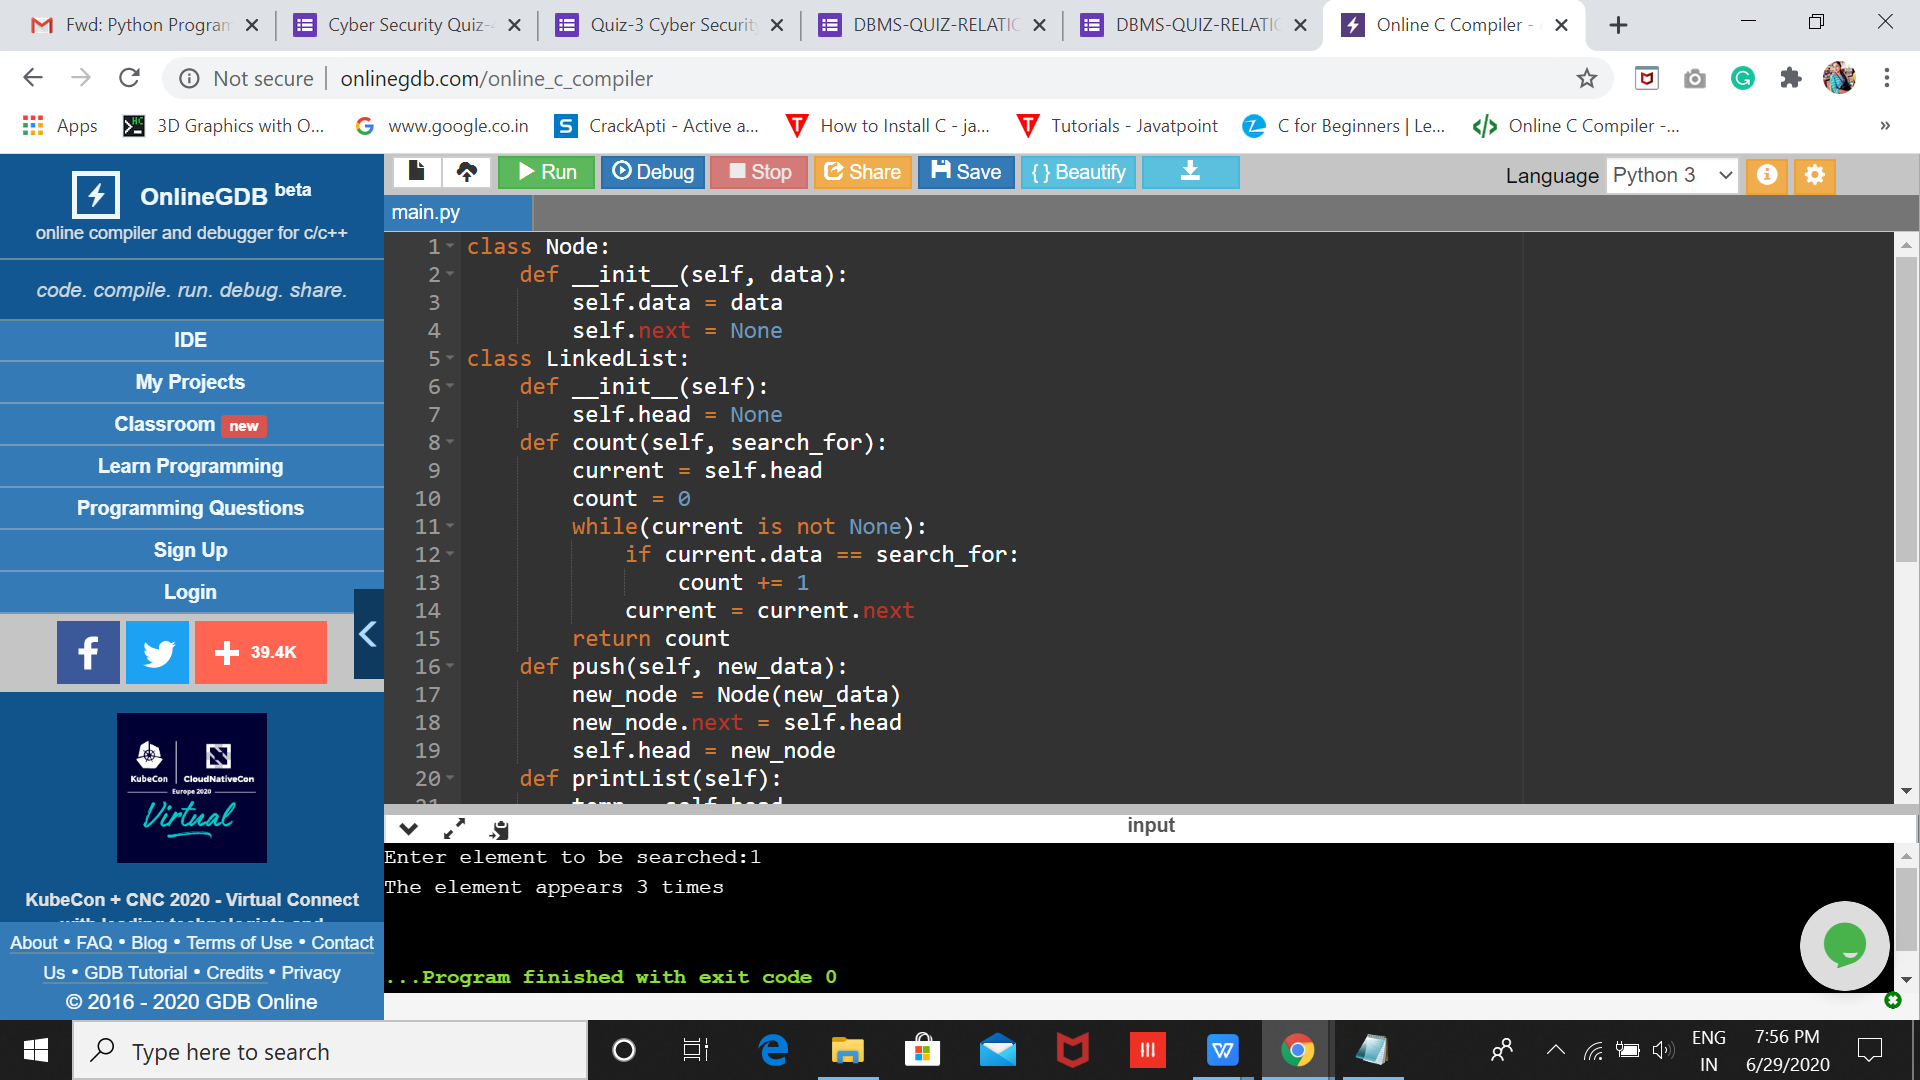 Fwd: Python Program
Cyber Security Quiz-
Quiz-3 Cyber Securit
DBMS-QUIZ-RELATIO
DBMS-QUIZ-RELATIO
Online C Compiler -
Not secure
onlinegdb.com/online_c_compiler
Apps
3D Graphics with O...
www.google.co.in
CrackApti - Active a...
How to Install C - ja...
Tutorials - Javatpoint
C for Beginners | Le...
Online C Compiler -...
»
OnlineGDB beta
online compiler and debugger for c/c++
code. compile. run. debug. share.
IDE
My Projects
Classroom new
Learn Programming
Programming Questions
Sign Up
Login
39.4K
KubeCon | CloudNativeCon
Europe 2020
Virtual
KubeCon + CNC 2020 - Virtual Connect
with leading technologists and
About • FAQ • Blog • Terms of Use • Contact
Us • GDB Tutorial • Credits • Privacy
© 2016 - 2020 GDB Online
Run Debug Stop Share Save { } Beautify
Language Python 3
main.py
1 class Node:
2     def __init__(self, data):
3         self.data = data
4         self.next = None
5 class LinkedList:
6     def __init__(self):
7         self.head = None
8     def count(self, search_for):
9         current = self.head
10         count = 0
11         while(current is not None):
12             if current.data == search_for:
13                 count += 1
14             current = current.next
15         return count
16     def push(self, new_data):
17         new_node = Node(new_data)
18         new_node.next = self.head
19         self.head = new_node
20     def printList(self):
21         temp = self.head
input
Enter element to be searched:1
The element appears 3 times
...Program finished with exit code 0
Type here to search
ENG
IN
7:56 PM
6/29/2020